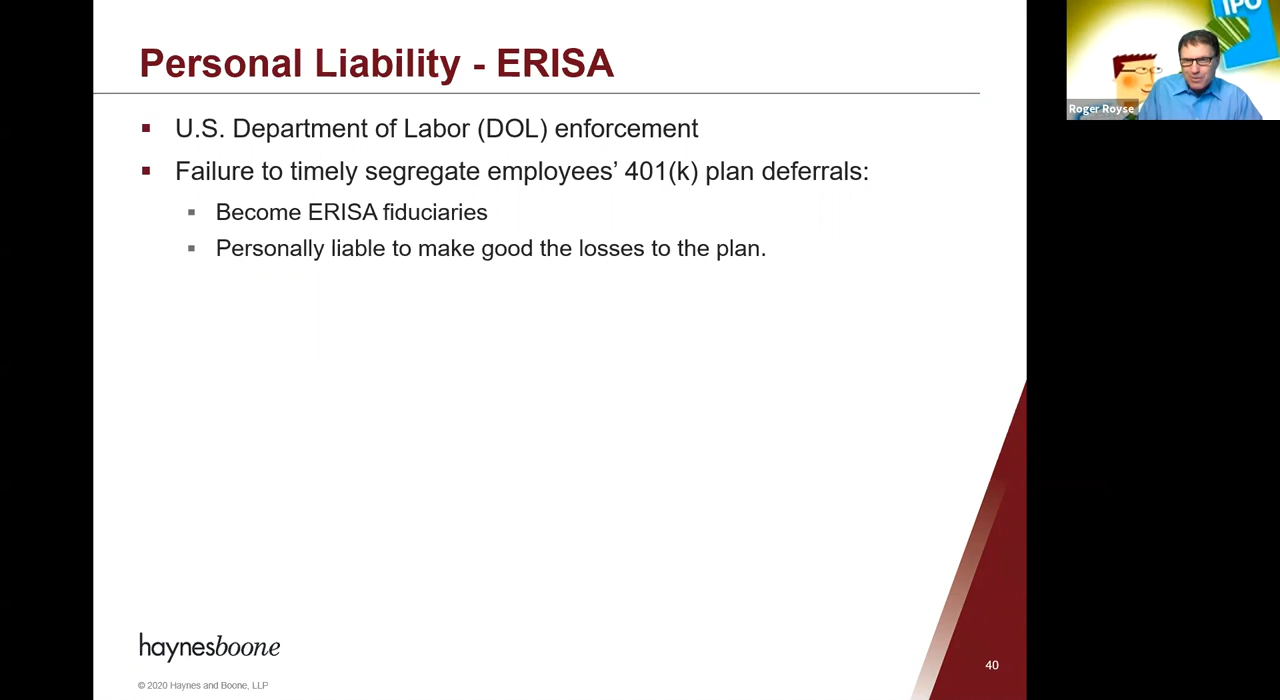 Personal Liability - ERISA
U.S. Department of Labor (DOL) enforcement
Failure to timely segregate employees’ 401(k) plan deferrals:
Become ERISA fiduciaries
Personally liable to make good the losses to the plan.
haynesboone
© 2020 Haynes and Boone, LLP
40
IPO
Roger Royse